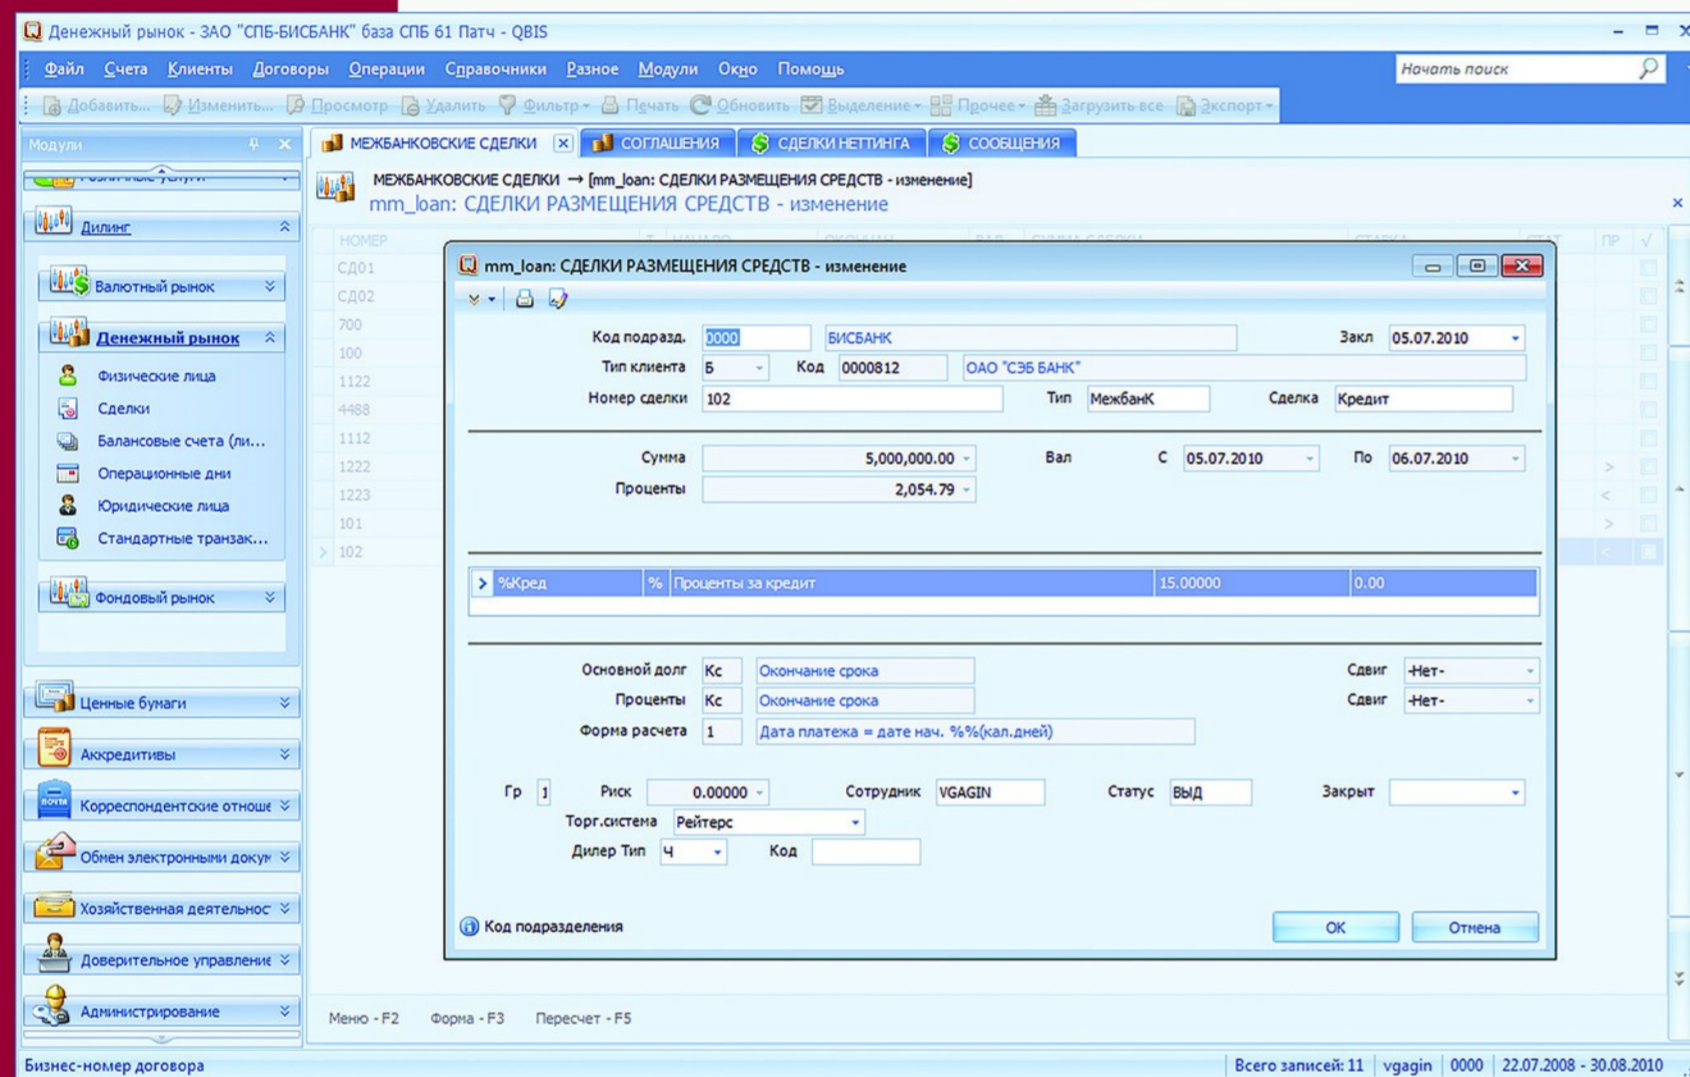 Денежный рынок - ЗАО "СПБ-БИСБАНК" база СПБ 61 Патч - QBIS
Файл Счета Клиенты Договоры Операции Справочники Разное Модули Окно Помощь
Начать поиск
Добавить... Изменить... Просмотр Удалить Фильтр Печать Обновить Выделение Прочее Загрузить все Экспорт
Модули
МЕЖБАНКОВСКИЕ СДЕЛКИ СОГЛАШЕНИЯ СДЕЛКИ НЕТТИНГА СООБЩЕНИЯ
МЕЖБАНКОВСКИЕ СДЕЛКИ → [mm_loan: СДЕЛКИ РАЗМЕЩЕНИЯ СРЕДСТВ - изменение]
mm_loan: СДЕЛКИ РАЗМЕЩЕНИЯ СРЕДСТВ - изменение
Дилинг
Валютный рынок
Денежный рынок
Физические лица
Сделки
Балансовые счета (ли...
Операционные дни
Юридические лица
Стандартные транзак...
Фондовый рынок
Ценные бумаги
Аккредитивы
ПОЧТА
Корреспондентские отноше
Обмен электронными докум
Хозяйственная деятельнос
Доверительное управление
Администрирование
НОМЕР ПР √
СД01
СД02
700
100
1122
4488
1112
1222 >
1223 <
101 >
> 102 <
mm_loan: СДЕЛКИ РАЗМЕЩЕНИЯ СРЕДСТВ - изменение
Код подразд. 0000 БИСБАНК Закл 05.07.2010
Тип клиента Б Код 0000812 ОАО "СЭБ БАНК"
Номер сделки 102 Тип МежбанК Сделка Кредит
Сумма 5,000,000.00 Вал С 05.07.2010 По 06.07.2010
Проценты 2,054.79
%Кред % Проценты за кредит 15.00000 0.00
Основной долг Кс Окончание срока Сдвиг -Нет-
Проценты Кс Окончание срока Сдвиг -Нет-
Форма расчета 1 Дата платежа = дате нач. %%(кал.дней)
Гр 1 Риск 0.00000 Сотрудник VGAGIN Статус ВЫД Закрыт
Торг.система Рейтерс
Дилер Тип Ч Код
Код подразделения
ОК Отмена
Меню - F2 Форма - F3 Пересчет - F5
Бизнес-номер договора
Всего записей: 11 vgagin 0000 22.07.2008 - 30.08.2010